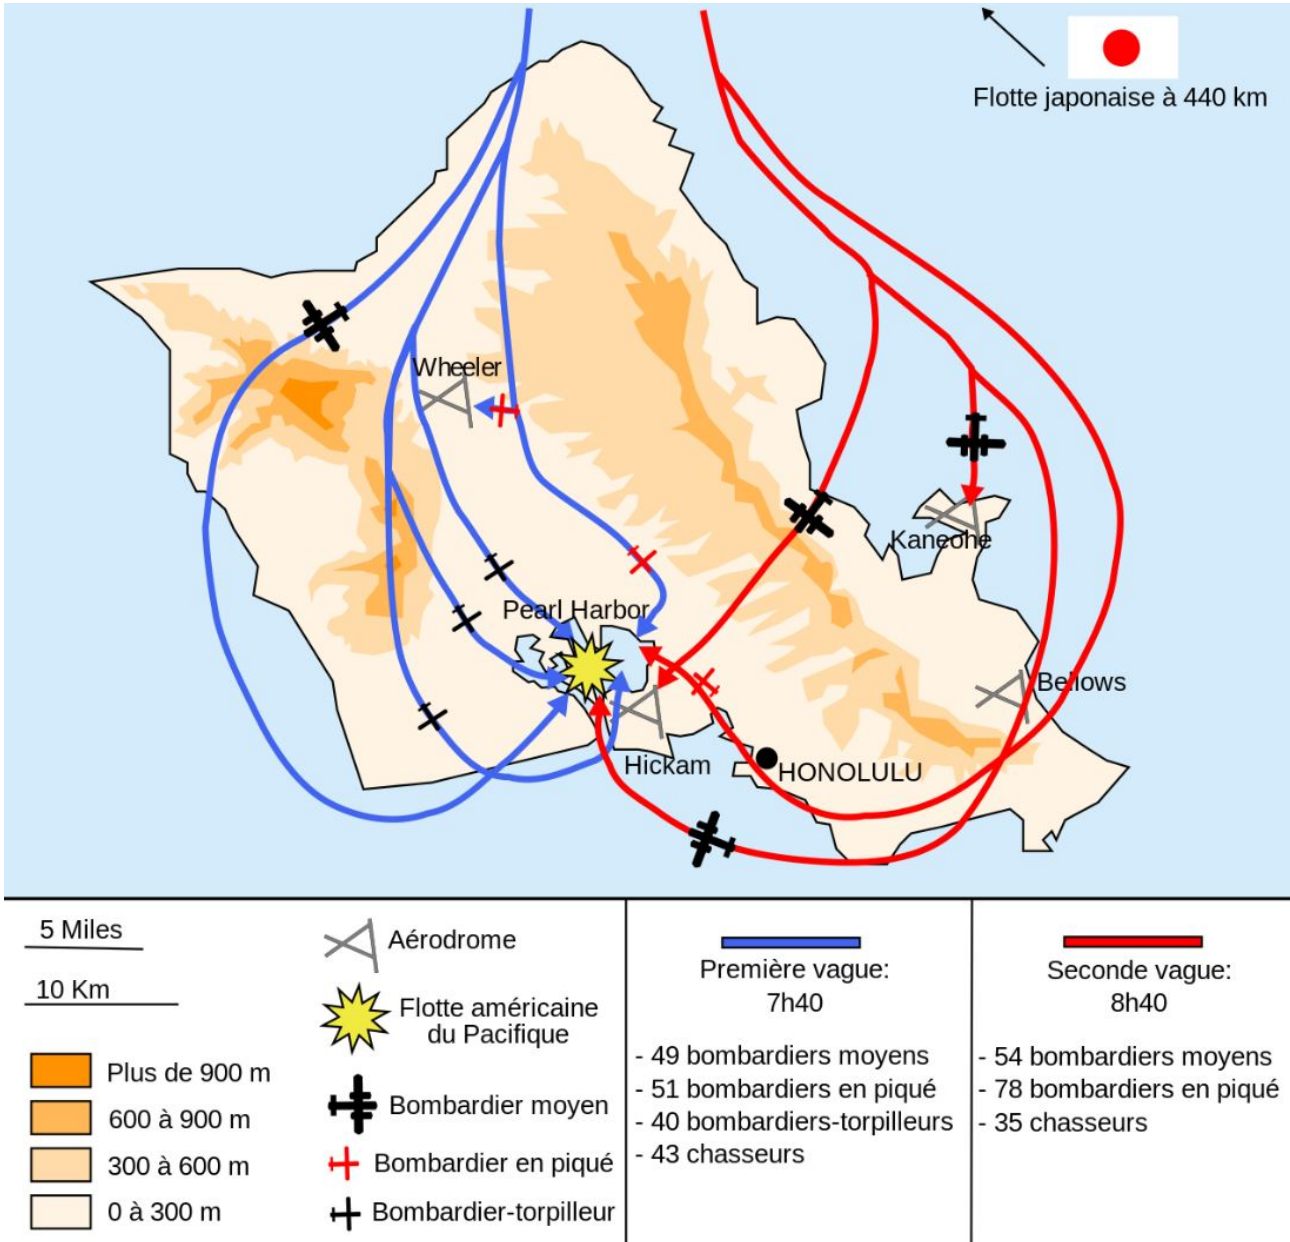 Flotte japonaise à 440 km
Wheeler
Kaneohe
Pearl Harbor
Bellows
Hickam
HONOLULU
5 Miles
10 Km
Plus de 900 m
600 à 900 m
300 à 600 m
0 à 300 m
Aérodrome
Flotte américaine
du Pacifique
Bombardier moyen
Bombardier en piqué
Bombardier-torpilleur
Première vague:
7h40
- 49 bombardiers moyens
- 51 bombardiers en piqué
- 40 bombardiers-torpilleurs
- 43 chasseurs
Seconde vague:
8h40
- 54 bombardiers moyens
- 78 bombardiers en piqué
- 35 chasseurs